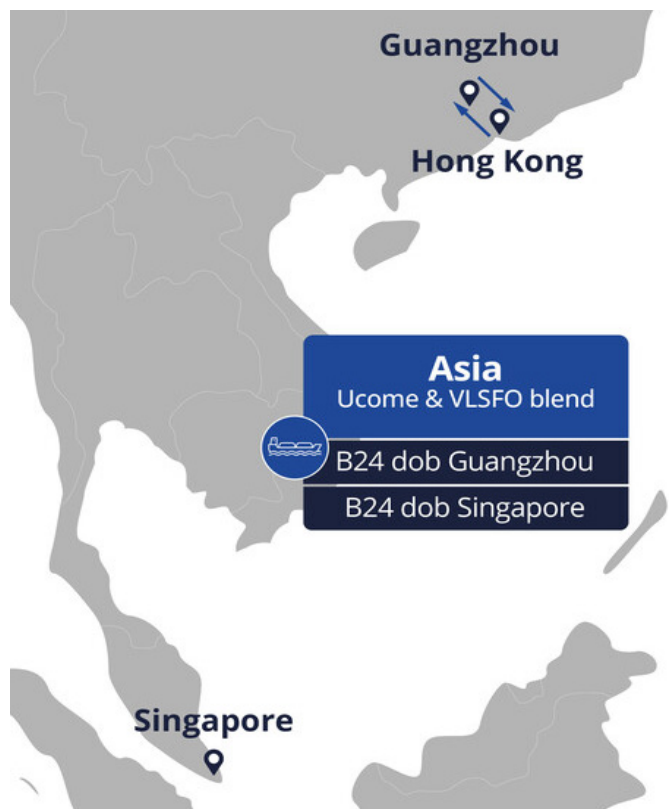 Guangzhou
Hong Kong
Asia
Ucome & VLSFO blend
B24 dob Guangzhou
B24 dob Singapore
Singapore